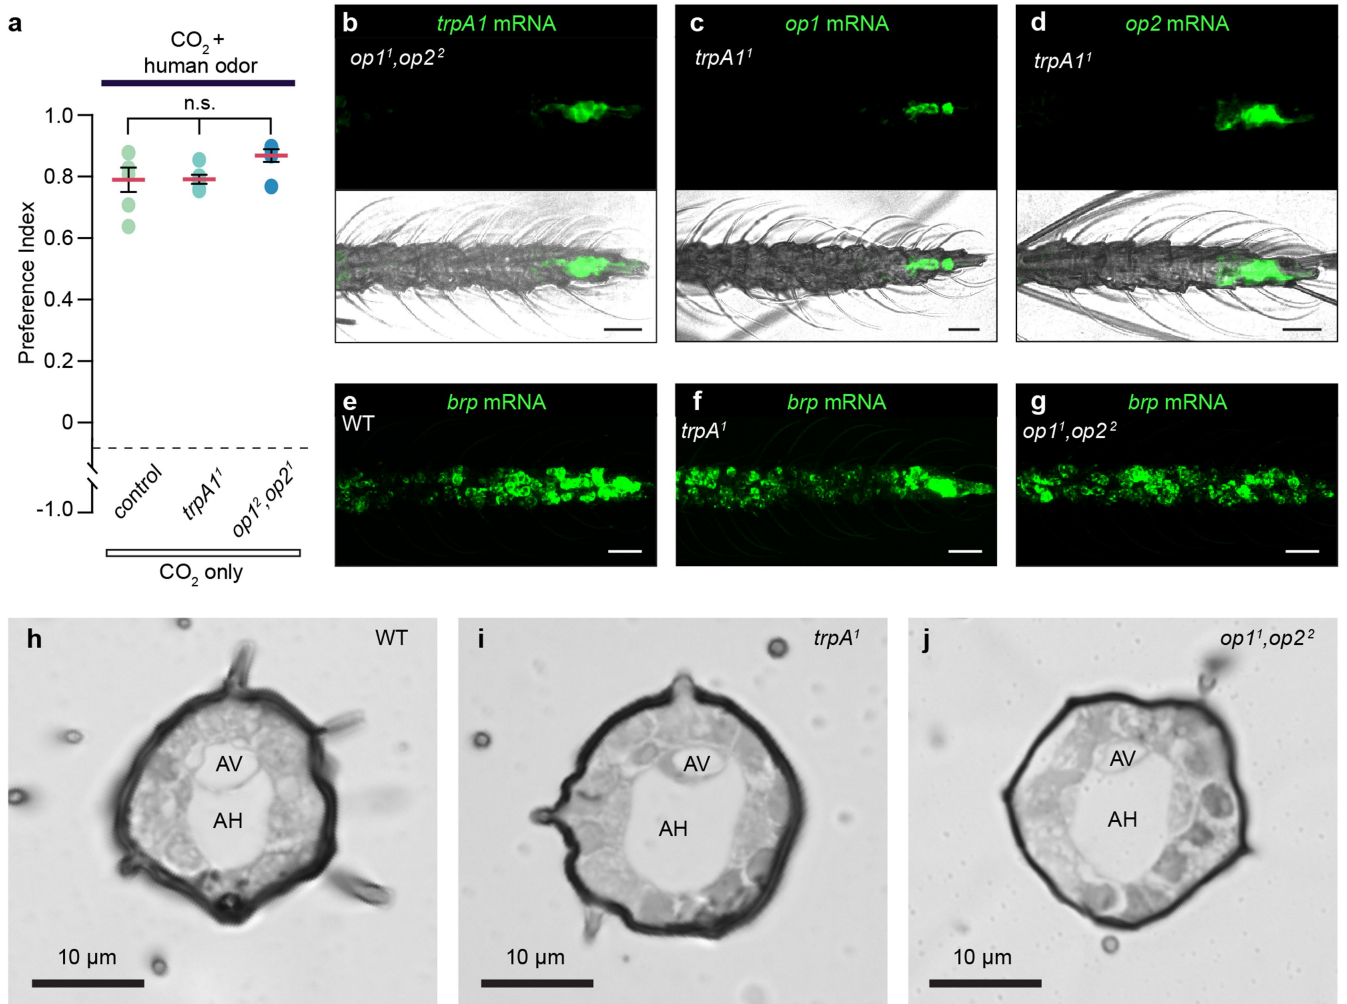 a
CO2 +
human odor
n.s.
1.0
0.8
0.6
0.4
0.2
0
-1.0
Preference Index
control
trpA1¹
op1²,op2¹
CO2 only
b
trpA1 mRNA
op1¹,op2²
c
op1 mRNA
trpA1¹
d
op2 mRNA
trpA1¹
e
brp mRNA
WT
f
brp mRNA
trpA¹
g
brp mRNA
op1¹,op2²
h
WT
AV
AH
10 µm
i
trpA¹
AV
AH
10 µm
j
op1¹,op2²
AV
AH
10 µm